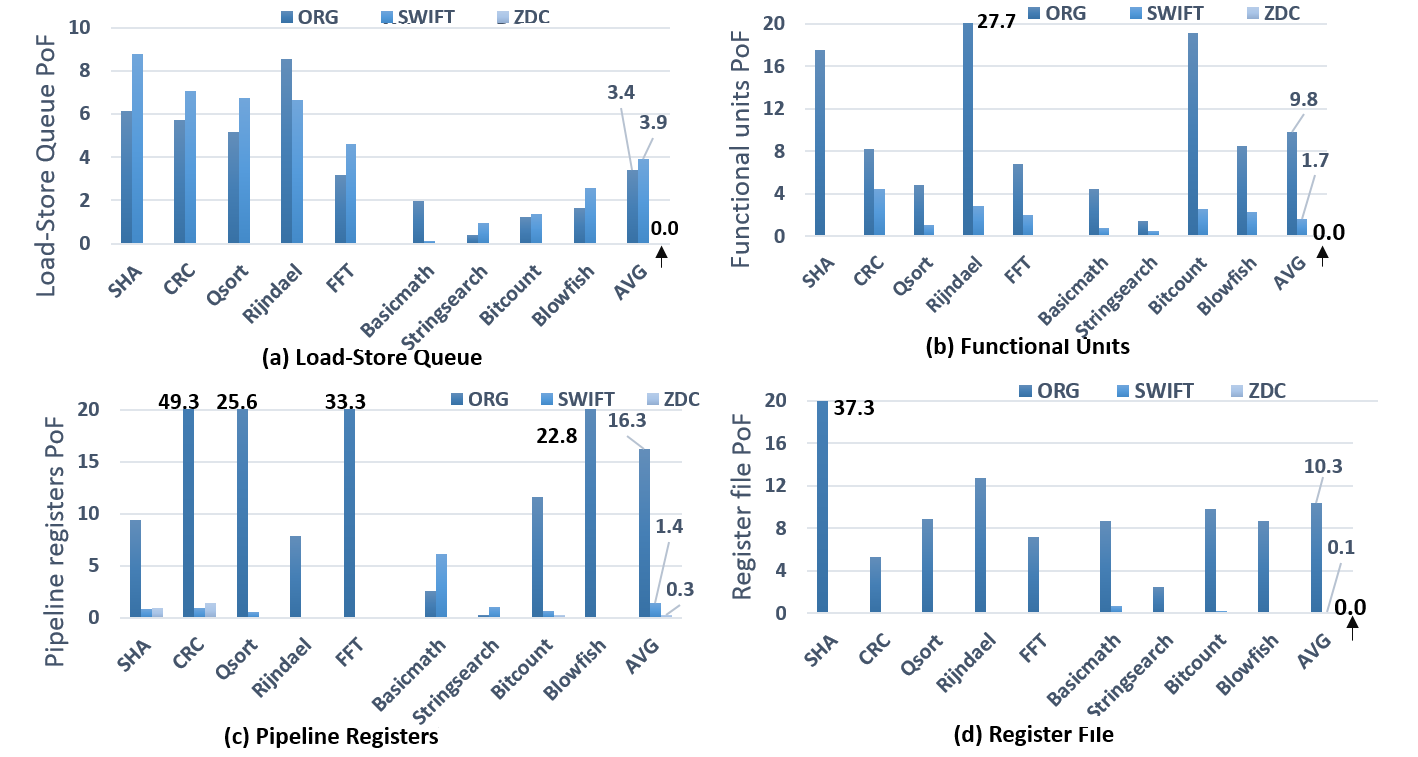 ORG SWIFT ZDC
Load-Store Queue PoF
10
8
6
4
2
0
3.4
3.9
0.0
SHA
CRC
Qsort
Rijndael
FFT
Basicmath
Stringsearch
Bitcount
Blowfish
AVG
(a) Load-Store Queue
ORG SWIFT ZDC
Functional units PoF
20
16
12
8
4
0
27.7
9.8
1.7
0.0
SHA
CRC
Qsort
Rijndael
FFT
Basicmath
Stringsearch
Bitcount
Blowfish
AVG
(b) Functional Units
ORG SWIFT ZDC
Pipeline registers PoF
20
15
10
5
0
49.3
25.6
33.3
22.8
16.3
1.4
0.3
SHA
CRC
Qsort
Rijndael
FFT
Basicmath
Stringsearch
Bitcount
Blowfish
AVG
(c) Pipeline Registers
ORG SWIFT ZDC
Register file PoF
20
16
12
8
4
0
37.3
10.3
0.1
0.0
SHA
CRC
Qsort
Rijndael
FFT
Basicmath
Stringsearch
Bitcount
Blowfish
AVG
(d) Register File